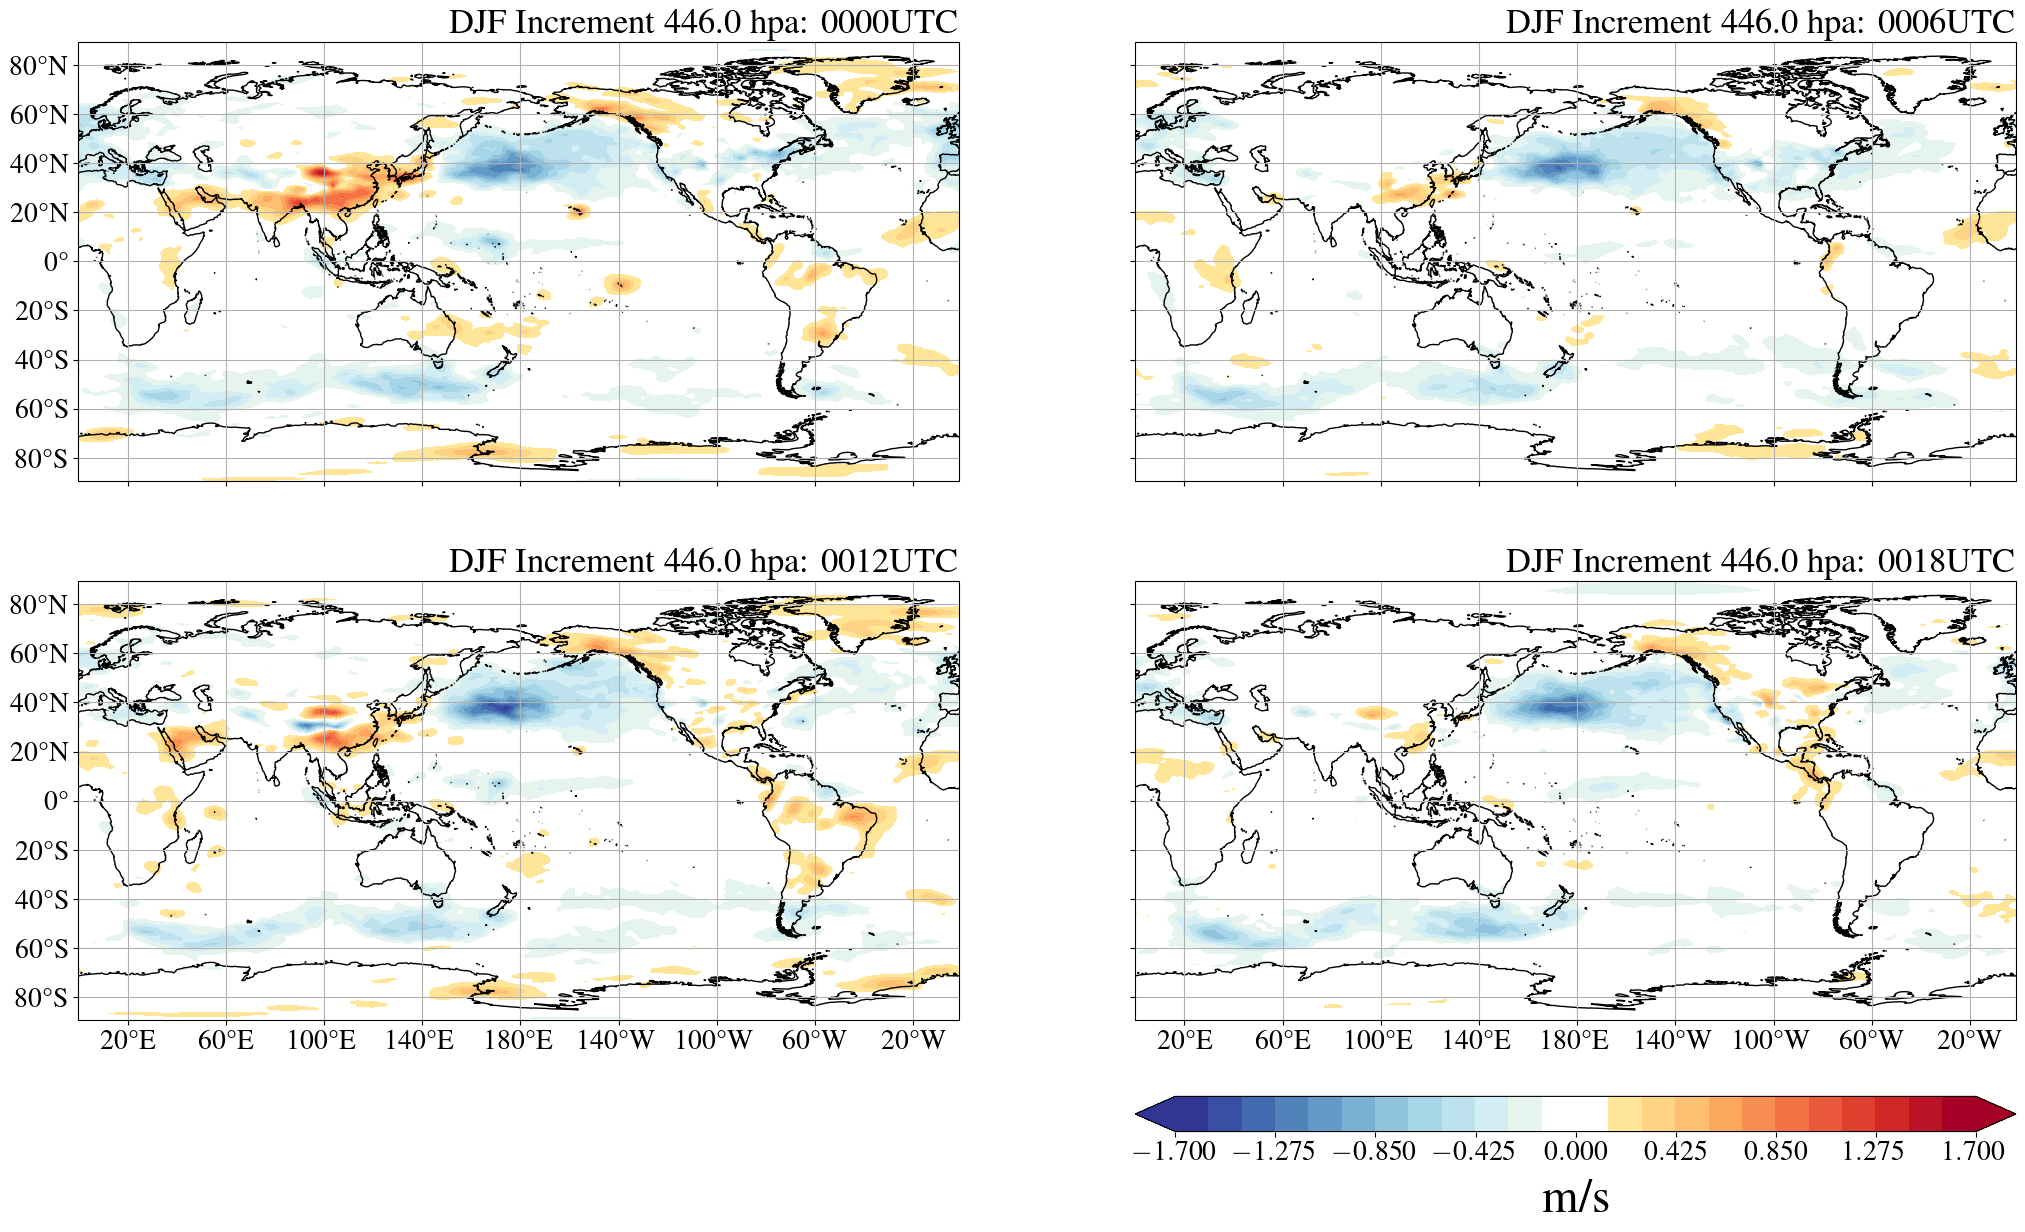 DJF Increment 446.0 hpa: 0000UTC
DJF Increment 446.0 hpa: 0006UTC
80°N
60°N
40°N
20°N
0°
20°S
40°S
60°S
80°S
DJF Increment 446.0 hpa: 0012UTC
DJF Increment 446.0 hpa: 0018UTC
80°N
60°N
40°N
20°N
0°
20°S
40°S
60°S
80°S
20°E 60°E 100°E 140°E 180°E 140°W 100°W 60°W 20°W
20°E 60°E 100°E 140°E 180°E 140°W 100°W 60°W 20°W
−1.700 −1.275 −0.850 −0.425 0.000 0.425 0.850 1.275 1.700
m/s